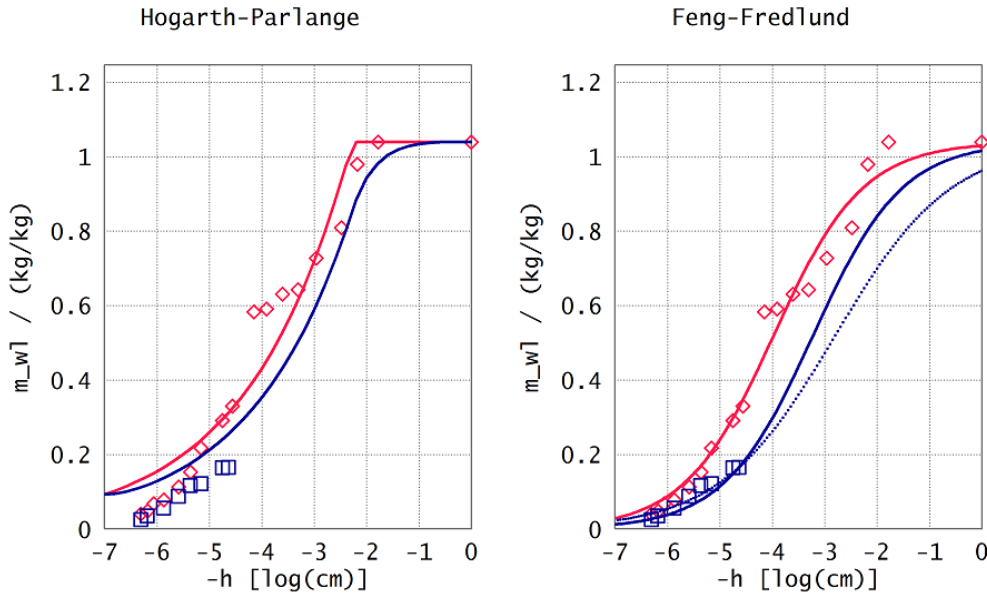 Hogarth-Parlange
m_wl / (kg/kg)
1.2
1
0.8
0.6
0.4
0.2
0
-7 -6 -5 -4 -3 -2 -1 0
-h [log(cm)]
Feng-Fredlund
m_wl / (kg/kg)
1.2
1
0.8
0.6
0.4
0.2
0
-7 -6 -5 -4 -3 -2 -1 0
-h [log(cm)]